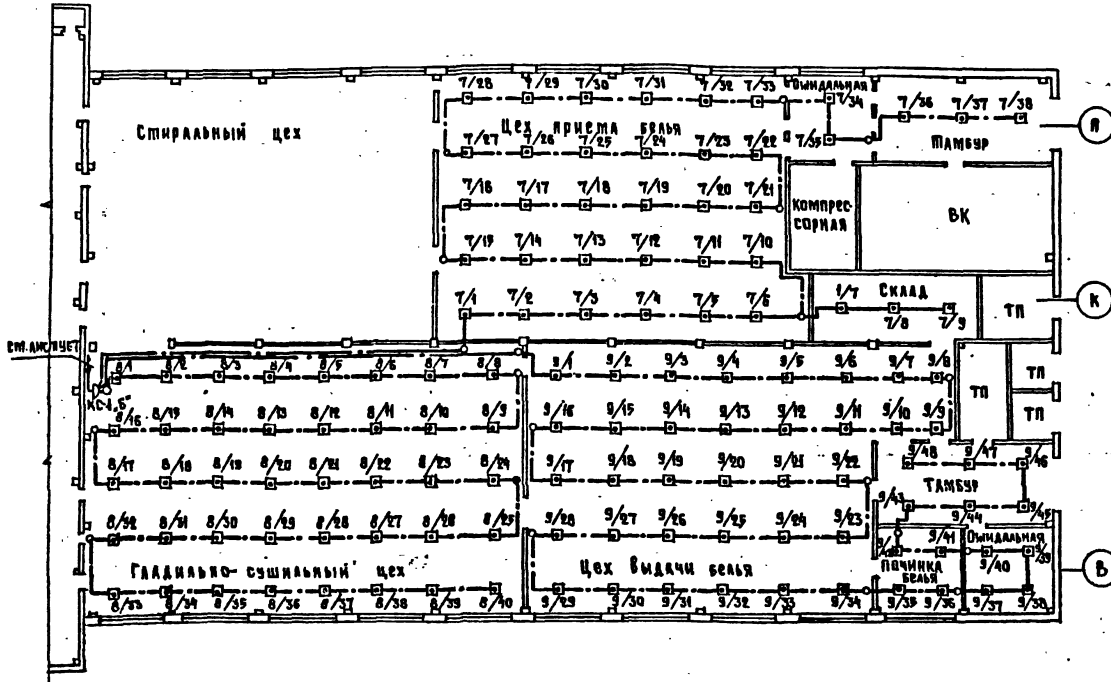 7/28 7/29 7/30 7/31 7/32 7/33 Ожидальная
7/34 7/36 7/37 7/38
Стиральный цех
Цех приема белья
7/35 Тамбур
Я
7/27 7/26 7/25 7/24 7/23 7/22
7/16 7/17 7/18 7/19 7/20 7/21
Компрес-
сорная
ВК
7/15 7/14 7/13 7/12 7/11 7/10
7/1 7/2 7/3 7/4 7/5 7/6
1/7 Склад
7/8 7/9
ТП
К
8/1 8/2 8/3 8/4 8/5 8/6 8/7 8/8
9/1 9/2 9/3 9/4 9/5 9/6 9/7 9/8
ТП
ТП
ТП
8/16 8/15 8/14 8/13 8/12 8/11 8/10 8/9
9/16 9/15 9/14 9/13 9/12 9/11 9/10 9/9
8/17 8/18 8/19 8/20 8/21 8/22 8/23 8/24
9/17 9/18 9/19 9/20 9/21 9/22
9/48 9/47 9/46
Тамбур
9/43 9/44 9/45
8/32 8/31 8/30 8/29 8/28 8/27 8/26 8/25
9/28 9/27 9/26 9/25 9/24 9/23
9/41 Ожидальная
9/40 9/39
Гладильно-сушильный цех
Цех выдачи белья
Починка
белья
В
8/33 8/34 8/35 8/36 8/37 8/38 8/39 8/40
9/29 9/30 9/31 9/32 9/33 9/34
9/35 9/36 9/37 9/38